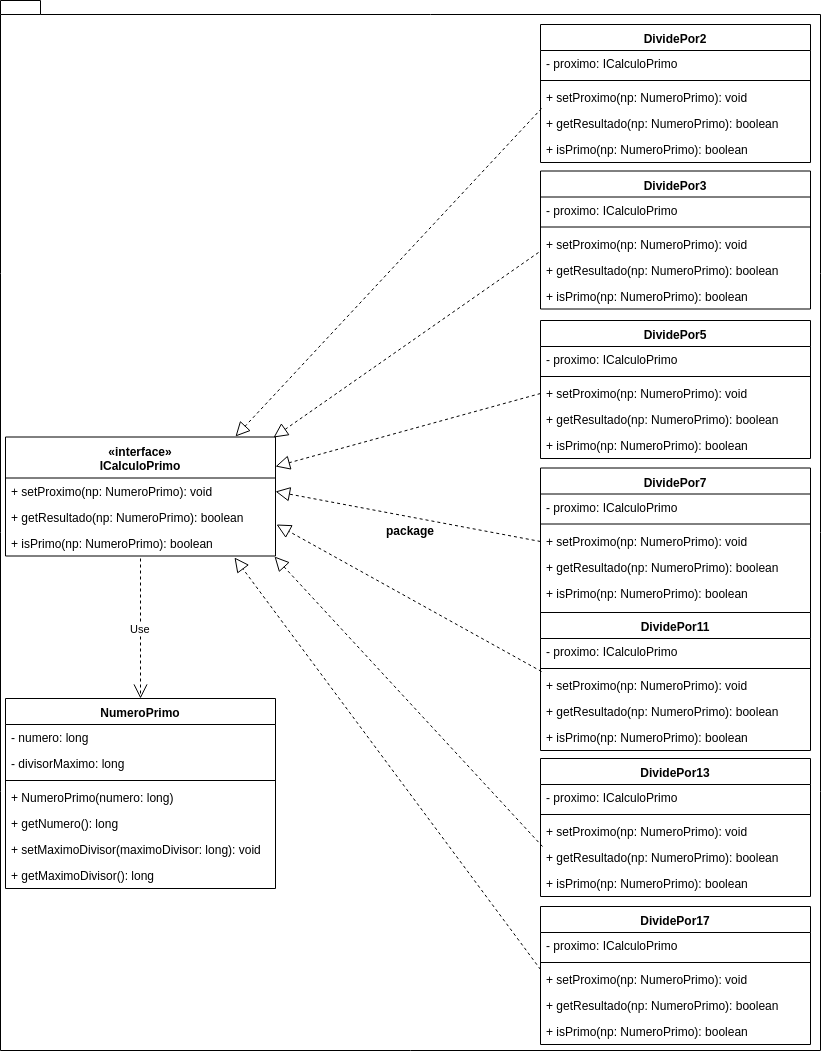 DividePor2
- proximo: ICalculoPrimo
+ setProximo(np: NumeroPrimo): void
+ getResultado(np: NumeroPrimo): boolean
+ isPrimo(np: NumeroPrimo): boolean
DividePor3
- proximo: ICalculoPrimo
+ setProximo(np: NumeroPrimo): void
+ getResultado(np: NumeroPrimo): boolean
+ isPrimo(np: NumeroPrimo): boolean
DividePor5
- proximo: ICalculoPrimo
+ setProximo(np: NumeroPrimo): void
+ getResultado(np: NumeroPrimo): boolean
+ isPrimo(np: NumeroPrimo): boolean
«interface»
ICalculoPrimo
+ setProximo(np: NumeroPrimo): void
+ getResultado(np: NumeroPrimo): boolean
+ isPrimo(np: NumeroPrimo): boolean
package
DividePor7
- proximo: ICalculoPrimo
+ setProximo(np: NumeroPrimo): void
+ getResultado(np: NumeroPrimo): boolean
+ isPrimo(np: NumeroPrimo): boolean
Use
DividePor11
- proximo: ICalculoPrimo
+ setProximo(np: NumeroPrimo): void
+ getResultado(np: NumeroPrimo): boolean
+ isPrimo(np: NumeroPrimo): boolean
NumeroPrimo
- numero: long
- divisorMaximo: long
+ NumeroPrimo(numero: long)
+ getNumero(): long
+ setMaximoDivisor(maximoDivisor: long): void
+ getMaximoDivisor(): long
DividePor13
- proximo: ICalculoPrimo
+ setProximo(np: NumeroPrimo): void
+ getResultado(np: NumeroPrimo): boolean
+ isPrimo(np: NumeroPrimo): boolean
DividePor17
- proximo: ICalculoPrimo
+ setProximo(np: NumeroPrimo): void
+ getResultado(np: NumeroPrimo): boolean
+ isPrimo(np: NumeroPrimo): boolean